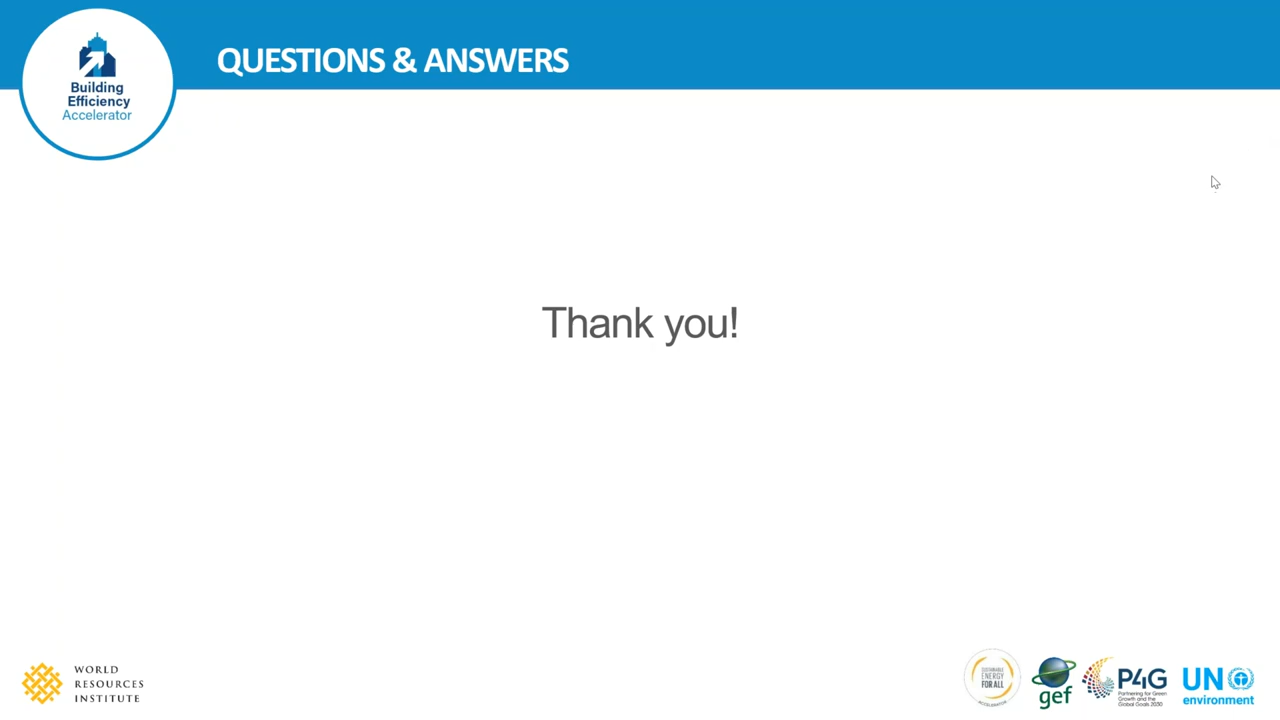 QUESTIONS & ANSWERS
Building
Efficiency
Accelerator
Thank you!
WORLD
RESOURCES
INSTITUTE
SUSTAINABLE
ENERGY
FOR ALL
ACCELERATOR
gef
P4G
Partnering for Green
Growth and the
Global Goals 2030
UN
environment